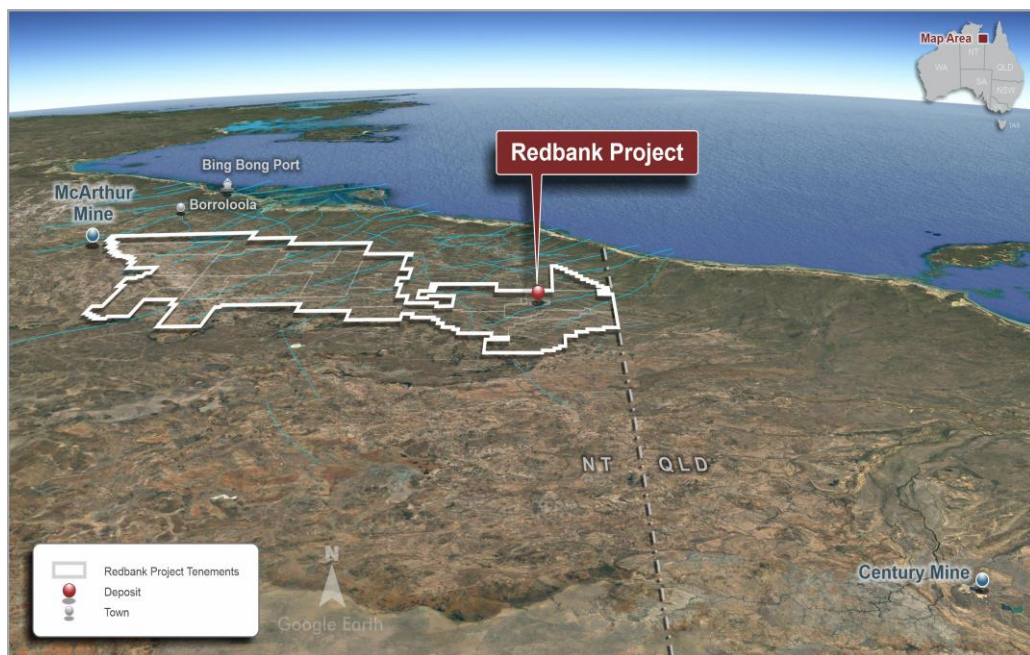 Map Area
NT
WA
QLD
SA
NSW
TAS
Redbank Project
Bing Bong Port
McArthur
Mine
Borroloola
NT QLD
Century Mine
Redbank Project Tenements
Deposit
Town
N
Google Earth